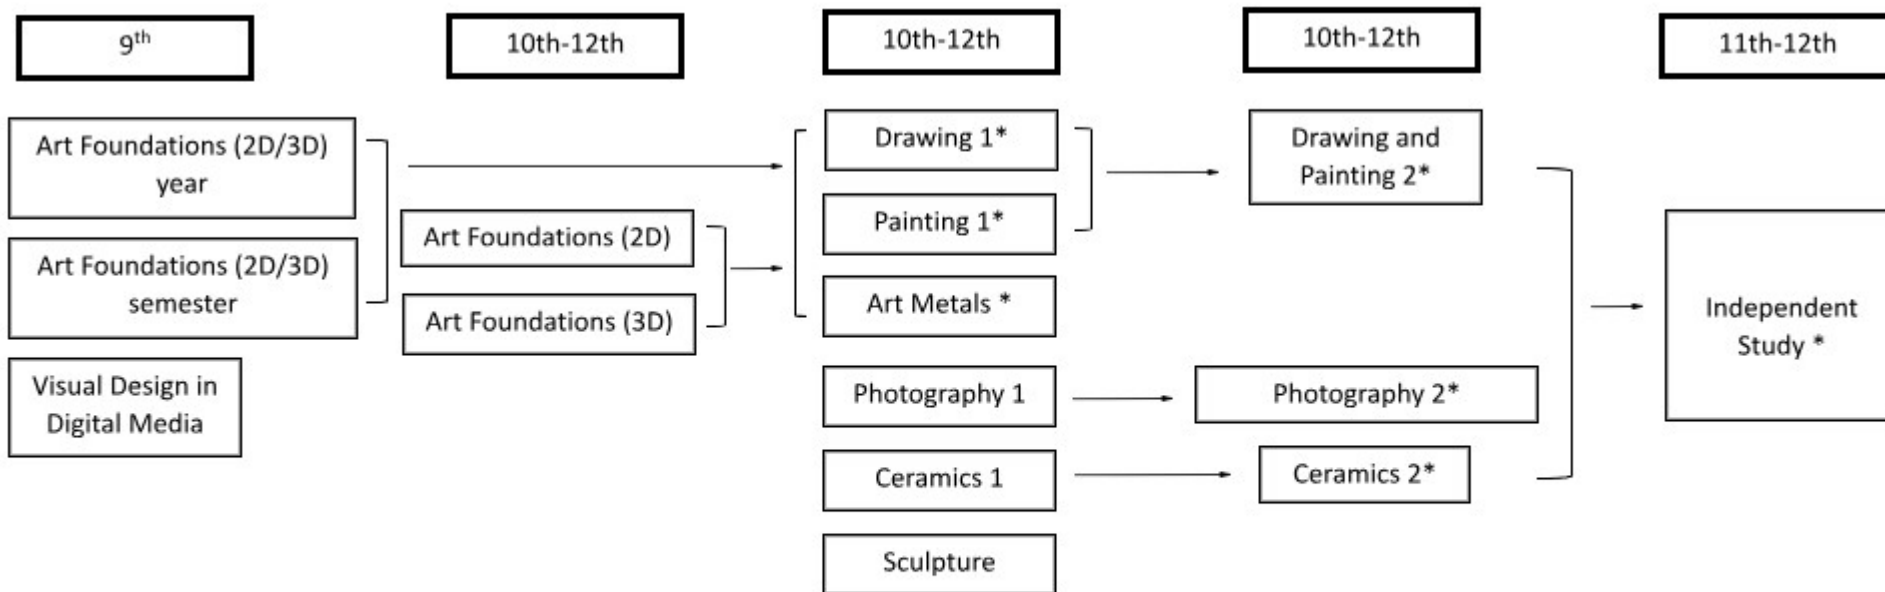 9th
10th-12th
10th-12th
10th-12th
11th-12th
Art Foundations (2D/3D)
year
Art Foundations (2D/3D)
semester
Visual Design in
Digital Media
Art Foundations (2D)
Art Foundations (3D)
Drawing 1*
Painting 1*
Art Metals *
Photography 1
Ceramics 1
Sculpture
Drawing and
Painting 2*
Photography 2*
Ceramics 2*
Independent
Study *